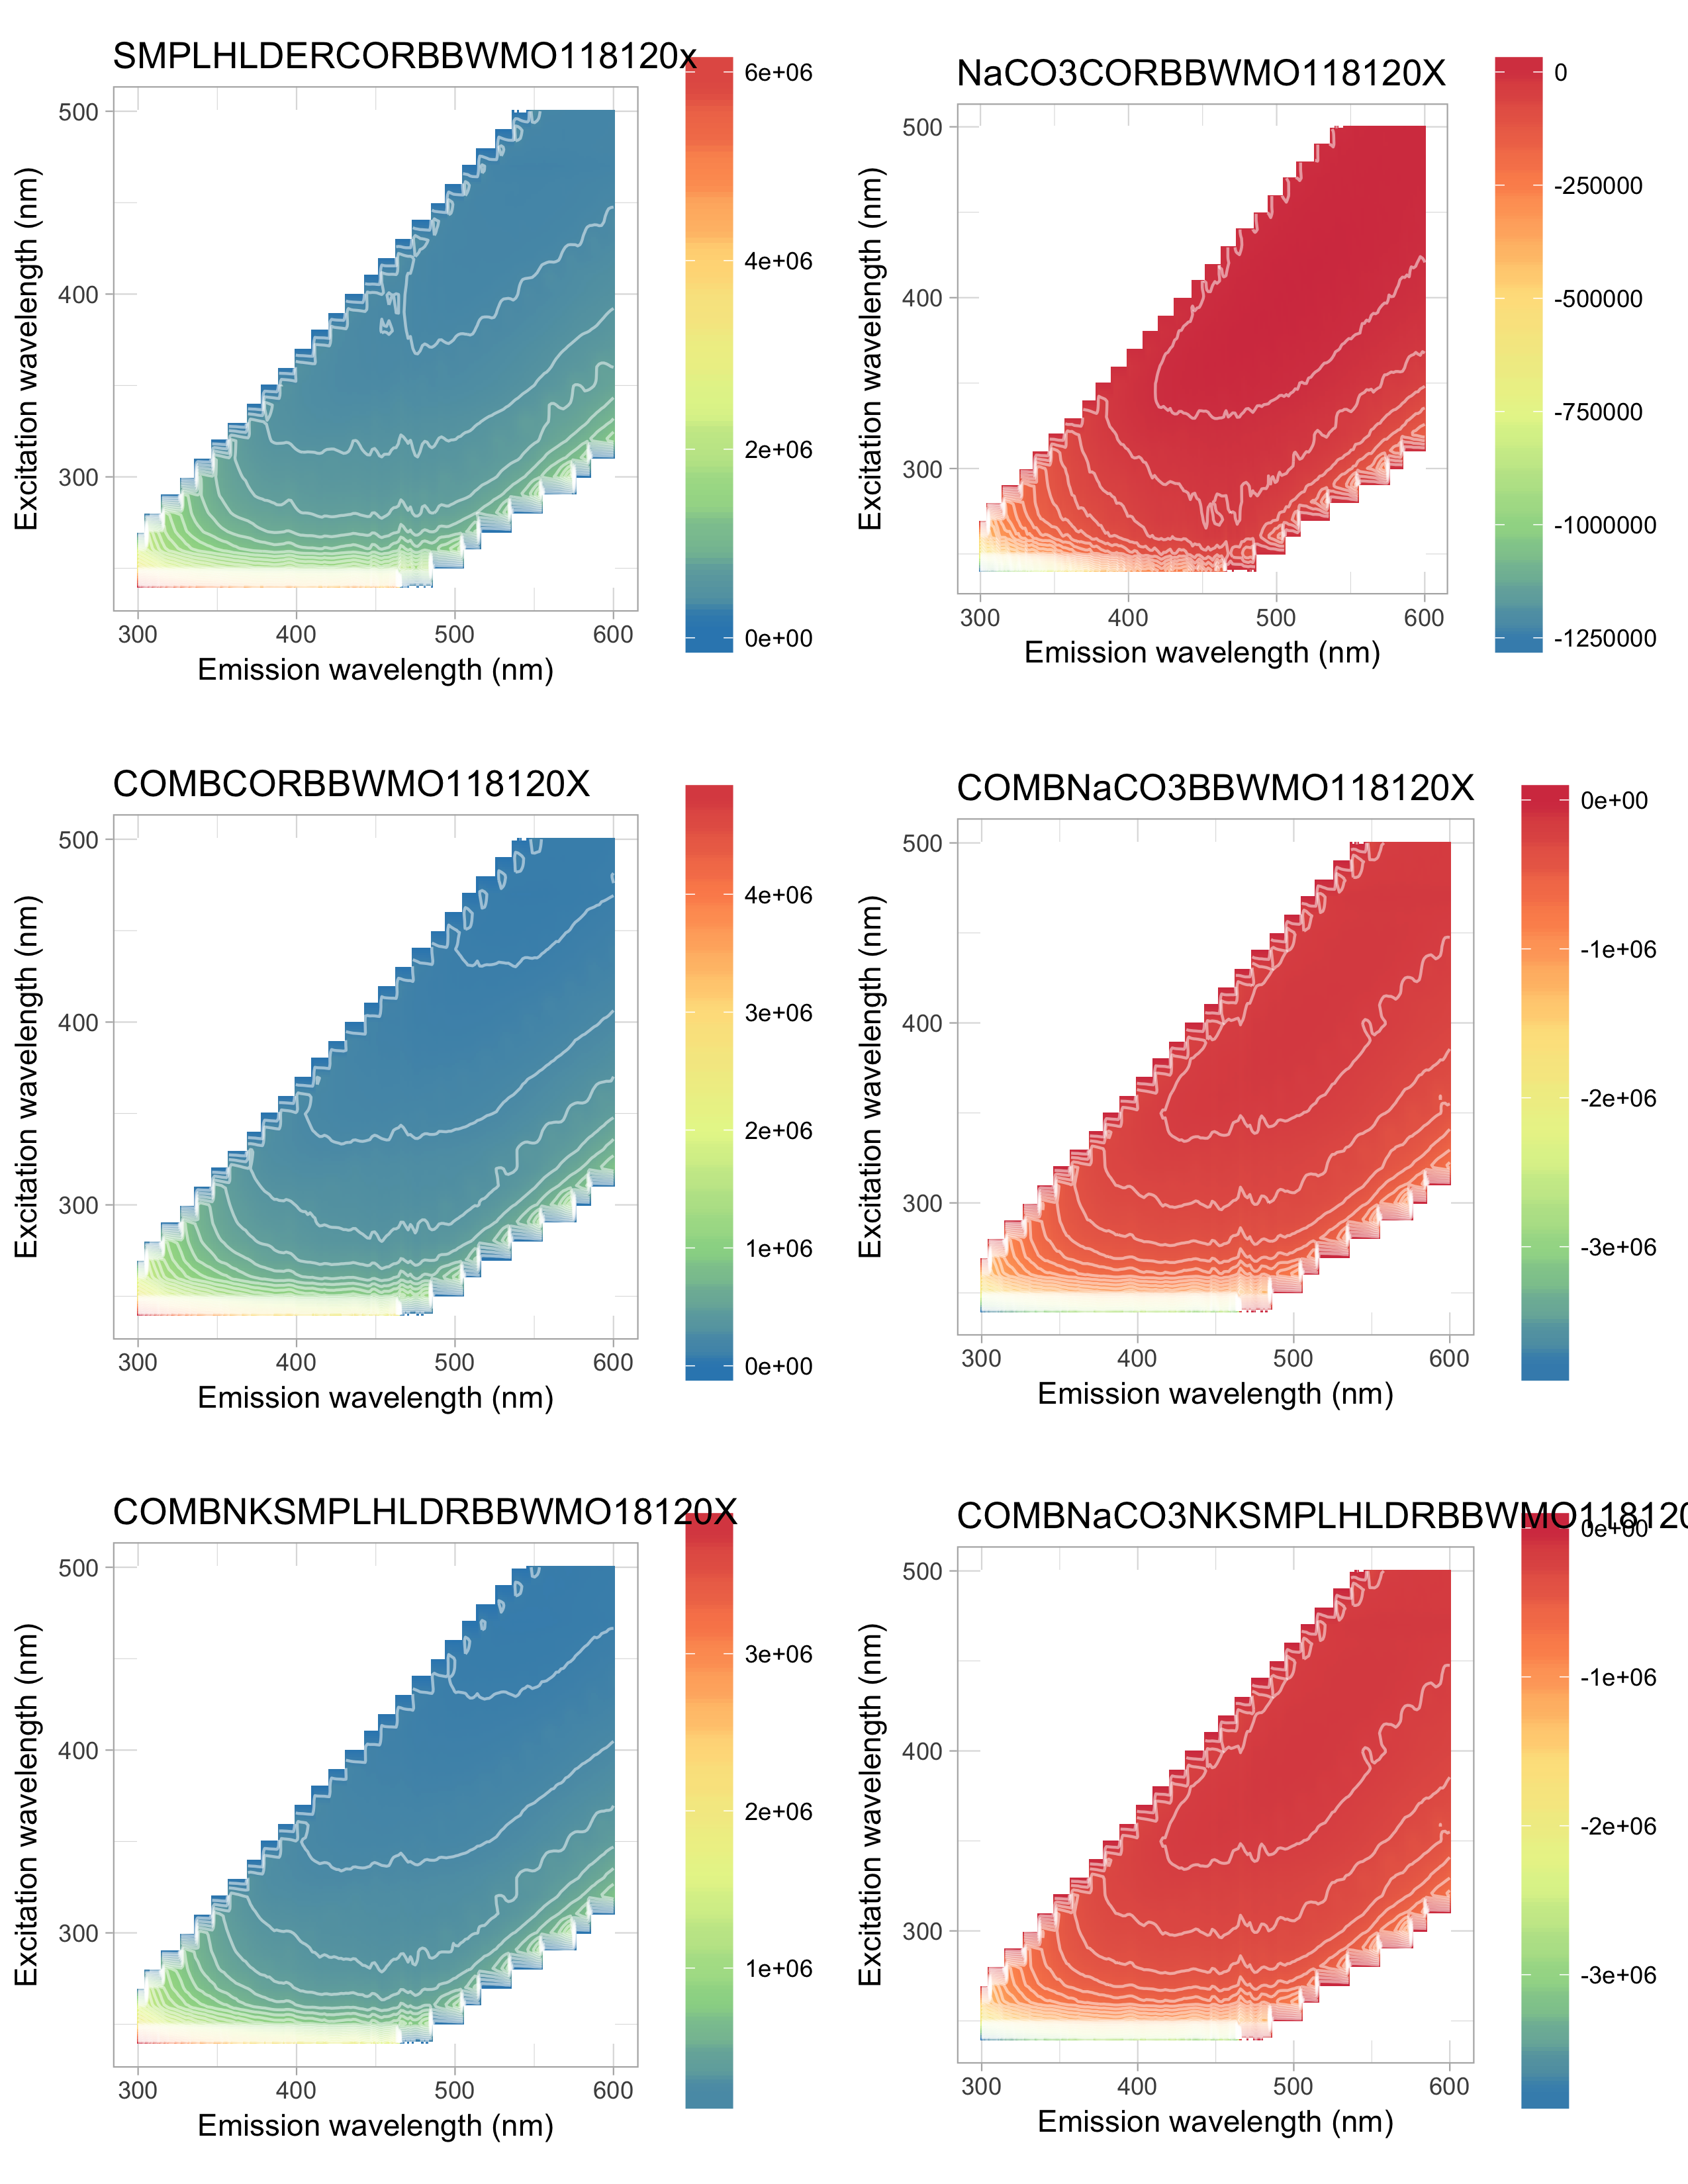 SMPLHLDERCORBBWMO118120x
6e+06
4e+06
2e+06
0e+00
500
400
300
300 400 500 600
Emission wavelength (nm)
Excitation wavelength (nm)
NaCO3CORBBWMO118120X
0
-250000
-500000
-750000
-1000000
-1250000
500
400
300
300 400 500 600
Emission wavelength (nm)
Excitation wavelength (nm)
COMBCORBBWMO118120X
4e+06
3e+06
2e+06
1e+06
0e+00
500
400
300
300 400 500 600
Emission wavelength (nm)
Excitation wavelength (nm)
COMBNaCO3BBWMO118120X
0e+00
-1e+06
-2e+06
-3e+06
500
400
300
300 400 500 600
Emission wavelength (nm)
Excitation wavelength (nm)
COMBNKSMPLHLDRBBWMO18120X
3e+06
2e+06
1e+06
500
400
300
300 400 500 600
Emission wavelength (nm)
Excitation wavelength (nm)
COMBNaCO3NKSMPLHLDRBBWMO118120
0e+00
-1e+06
-2e+06
-3e+06
500
400
300
300 400 500 600
Emission wavelength (nm)
Excitation wavelength (nm)